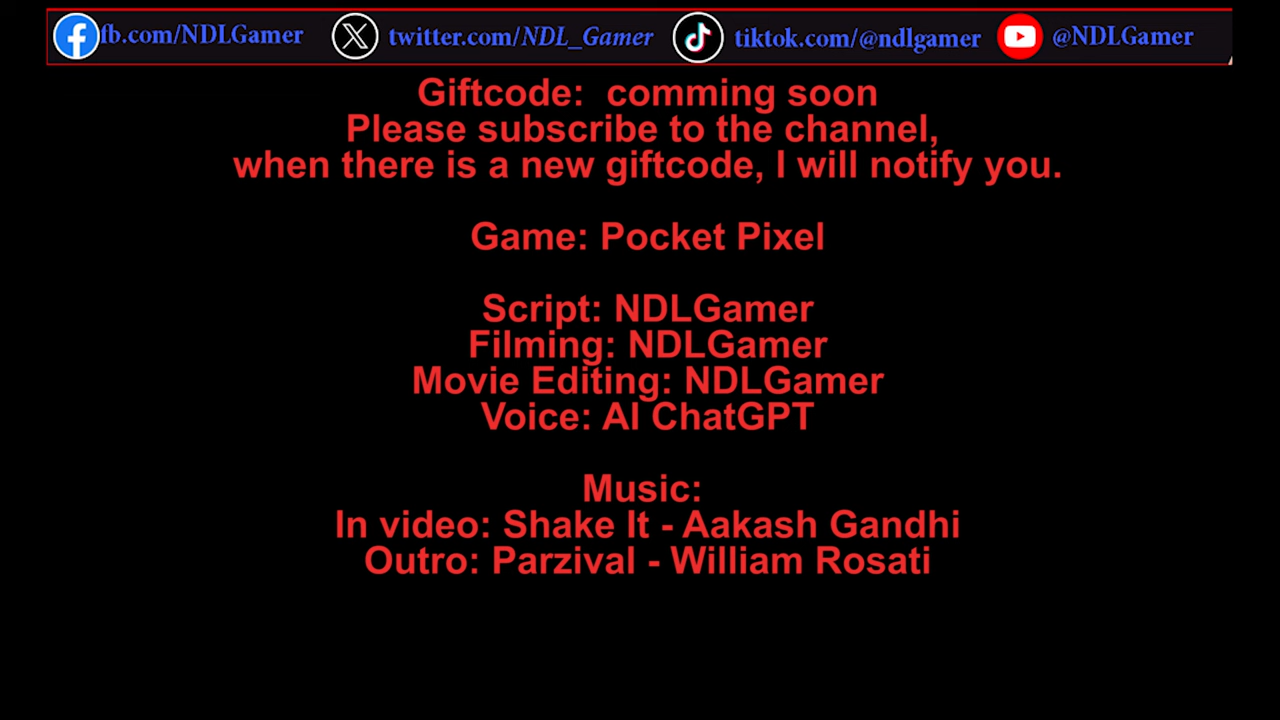 fb.com/NDLGamer twitter.com/NDL_Gamer tiktok.com/@ndlgamer @NDLGamer
Giftcode: comming soon
Please subscribe to the channel,
when there is a new giftcode, I will notify you.
Game: Pocket Pixel
Script: NDLGamer
Filming: NDLGamer
Movie Editing: NDLGamer
Voice: AI ChatGPT
Music:
In video: Shake It - Aakash Gandhi
Outro: Parzival - William Rosati